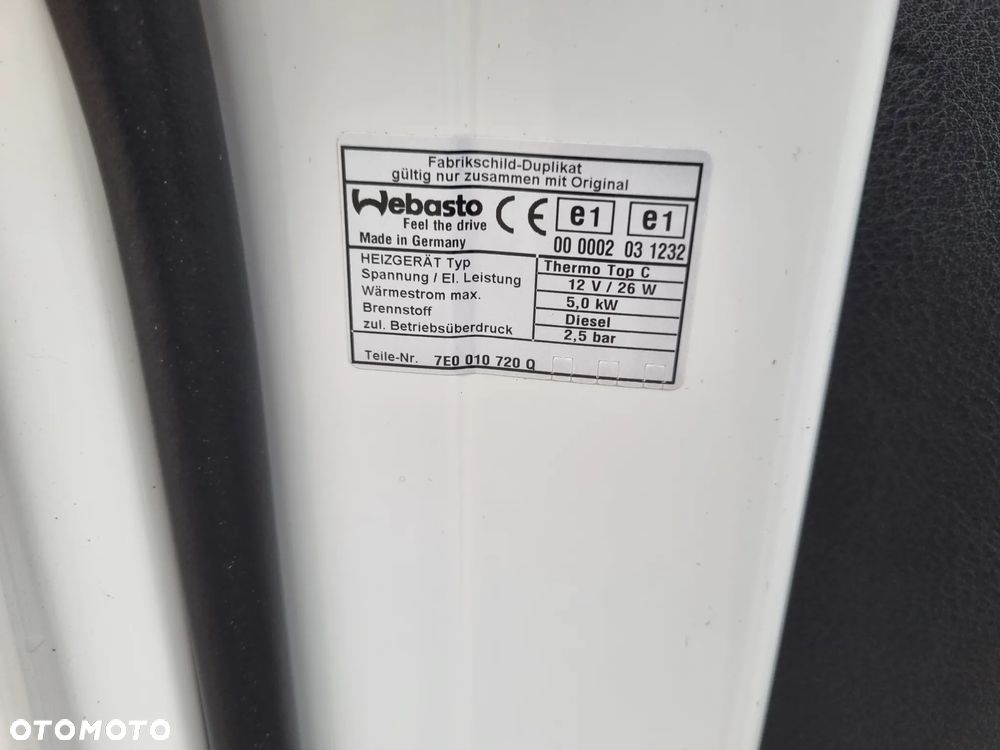 Fabrikschild-Duplikat
gültig nur zusammen mit Original
Webasto CE e1 e1
Feel the drive
Made in Germany 00 0002 03 1232
HEIZGERÄT Typ Thermo Top C
Spannung / El. Leistung 12 V / 26 W
Wärmestrom max. 5,0 kW
Brennstoff Diesel
zul. Betriebsüberdruck 2,5 bar
Teile-Nr. 7E0 010 720 Q
OTOMOTO